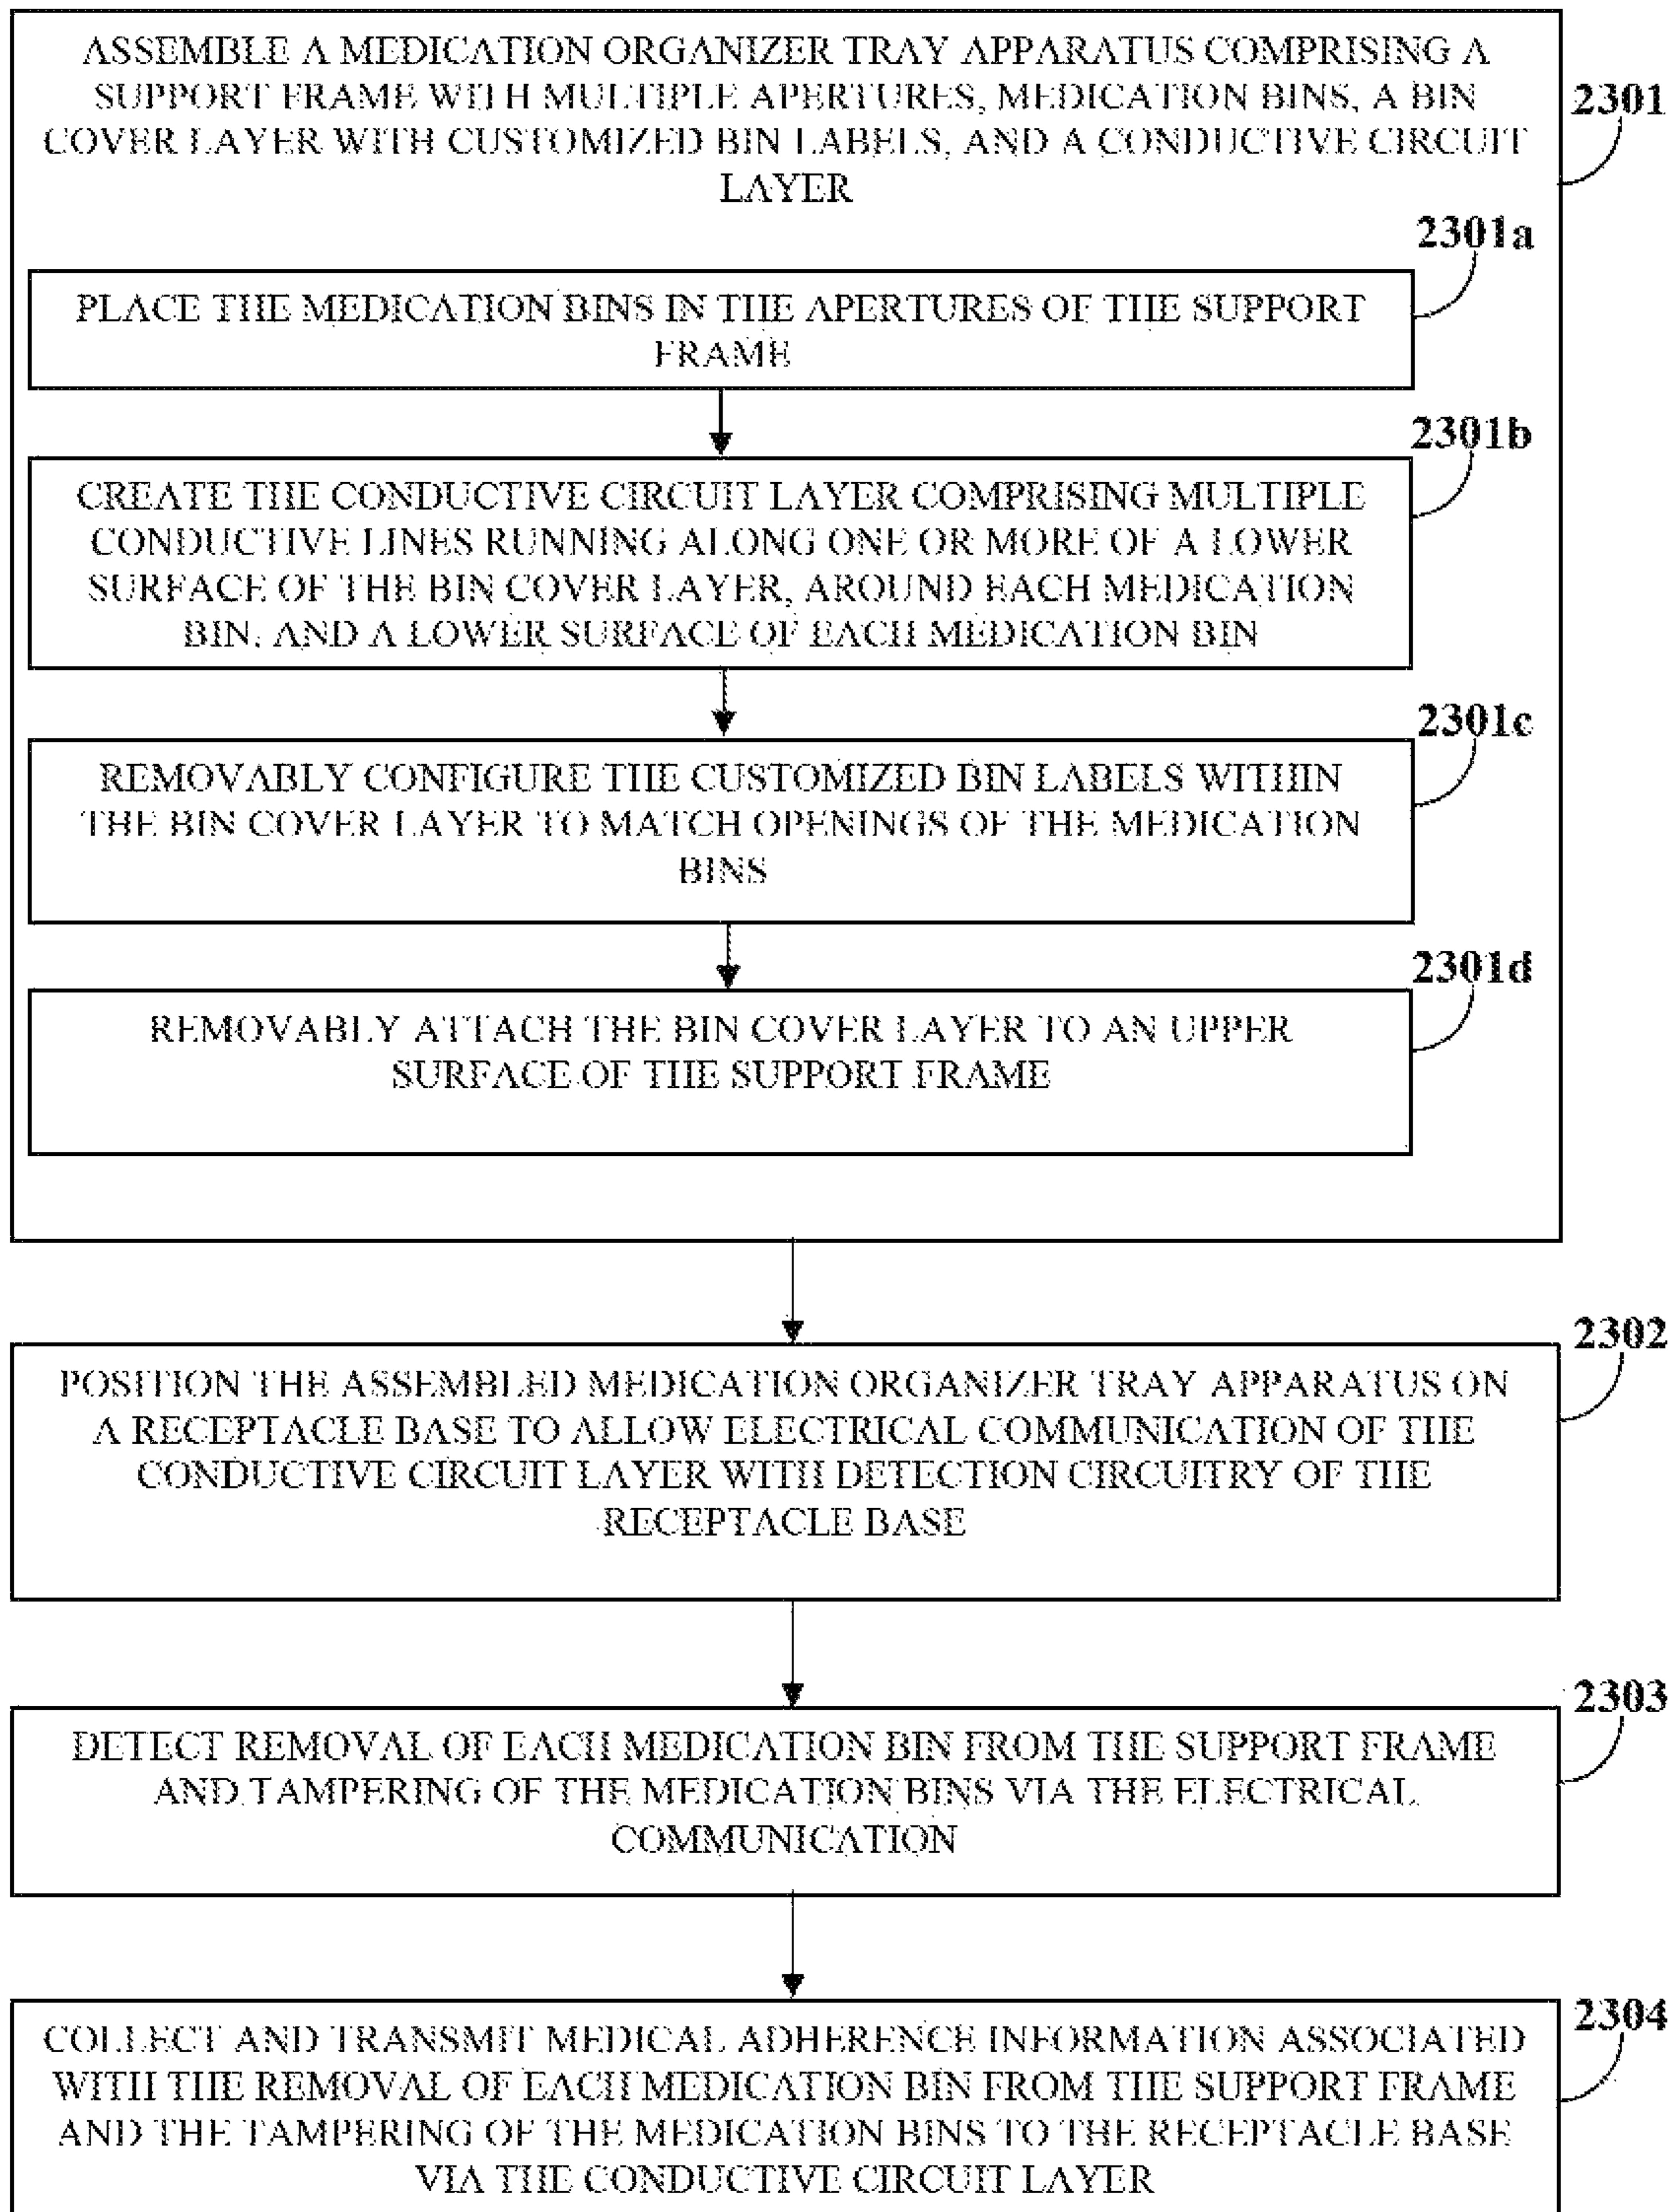 ASSEMBLE A MEDICATION ORGANIZER TRAY APPARATUS COMPRISING A
SUPPORT FRAME WITH MULTIPLE APERTURES, MEDICATION BINS, A BIN
COVER LAYER WITH CUSTOMIZED BIN LABELS, AND A CONDUCTIVE CIRCUIT
LAYER
2301
2301a
PLACE THE MEDICATION BINS IN THE APERTURES OF THE SUPPORT
FRAME
2301b
CREATE THE CONDUCTIVE CIRCUIT LAYER COMPRISING MULTIPLE
CONDUCTIVE LINES RUNNING ALONG ONE OR MORE OF A LOWER
SURFACE OF THE BIN COVER LAYER, AROUND EACH MEDICATION
BIN, AND A LOWER SURFACE OF EACH MEDICATION BIN
2301c
REMOVABLY CONFIGURE THE CUSTOMIZED BIN LABELS WITHIN
THE BIN COVER LAYER TO MATCH OPENINGS OF THE MEDICATION
BINS
2301d
REMOVABLY ATTACH THE BIN COVER LAYER TO AN UPPER
SURFACE OF THE SUPPORT FRAME
2302
POSITION THE ASSEMBLED MEDICATION ORGANIZER TRAY APPARATUS ON
A RECEPTACLE BASE TO ALLOW ELECTRICAL COMMUNICATION OF THE
CONDUCTIVE CIRCUIT LAYER WITH DETECTION CIRCUITRY OF THE
RECEPTACLE BASE
2303
DETECT REMOVAL OF EACH MEDICATION BIN FROM THE SUPPORT FRAME
AND TAMPERING OF THE MEDICATION BINS VIA THE ELECTRICAL
COMMUNICATION
2304
COLLECT AND TRANSMIT MEDICAL ADHERENCE INFORMATION ASSOCIATED
WITH THE REMOVAL OF EACH MEDICATION BIN FROM THE SUPPORT FRAME
AND THE TAMPERING OF THE MEDICATION BINS TO THE RECEPTACLE BASE
VIA THE CONDUCTIVE CIRCUIT LAYER